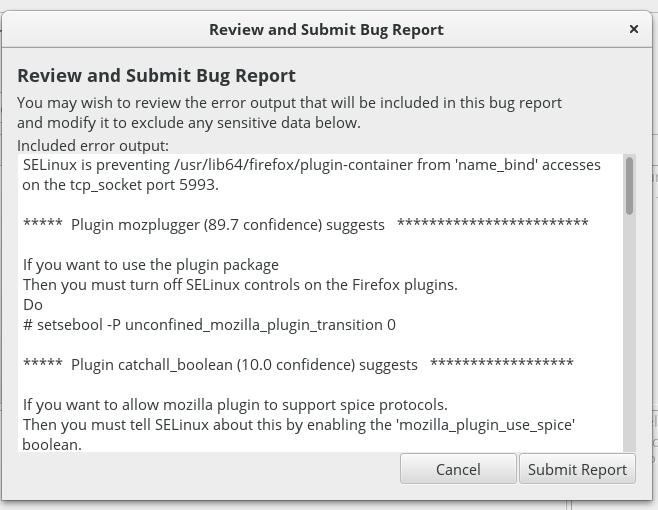 Review and Submit Bug Report
×
Review and Submit Bug Report
You may wish to review the error output that will be included in this bug report
and modify it to exclude any sensitive data below.
Included error output:
SELinux is preventing /usr/lib64/firefox/plugin-container from 'name_bind' accesses
on the tcp_socket port 5993.
***** Plugin mozplugger (89.7 confidence) suggests ************************
If you want to use the plugin package
Then you must turn off SELinux controls on the Firefox plugins.
Do
# setsebool -P unconfined_mozilla_plugin_transition 0
***** Plugin catchall_boolean (10.0 confidence) suggests ******************
If you want to allow mozilla plugin to support spice protocols.
Then you must tell SELinux about this by enabling the 'mozilla_plugin_use_spice'
boolean.
Cancel
Submit Report